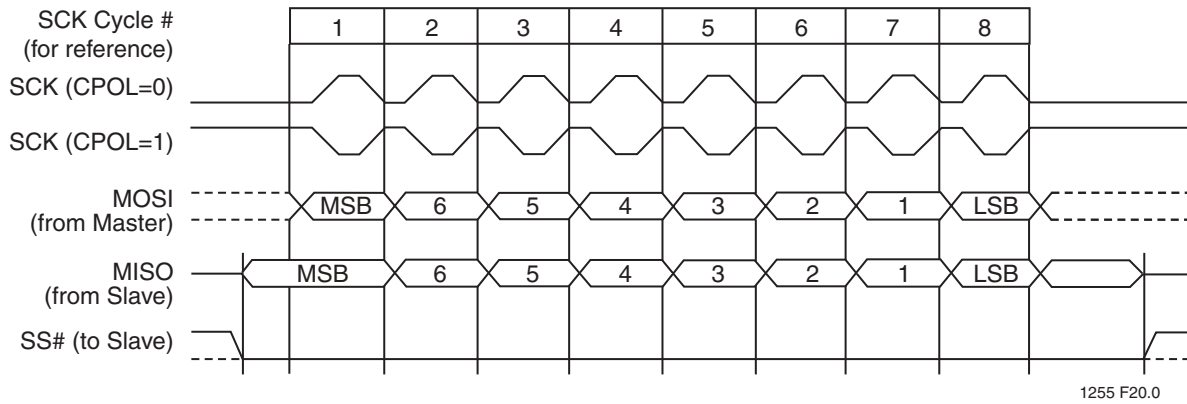 SCK Cycle #
(for reference)
1 2 3 4 5 6 7 8
SCK (CPOL=0)
SCK (CPOL=1)
MOSI
(from Master)
MSB 6 5 4 3 2 1 LSB
MISO
(from Slave)
MSB 6 5 4 3 2 1 LSB
SS# (to Slave)
1255 F20.0